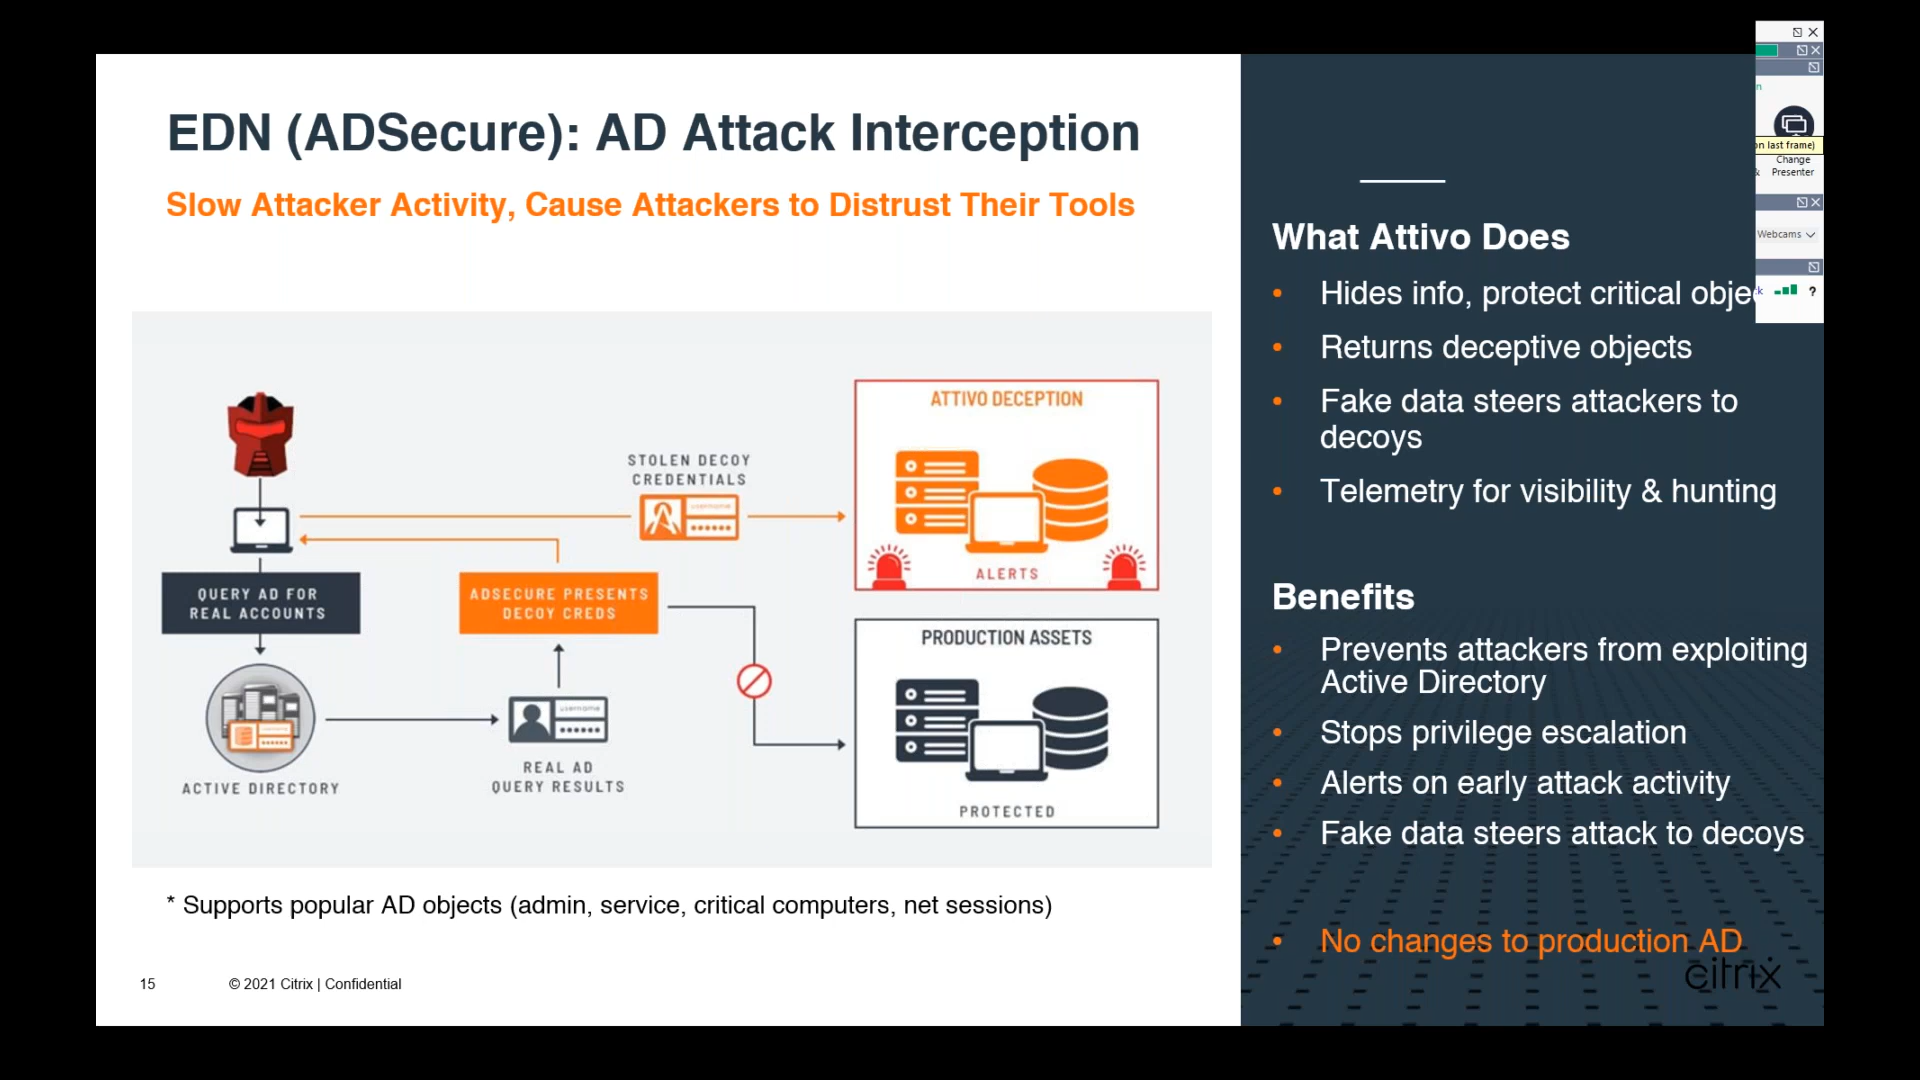 EDN (ADSecure): AD Attack Interception
Slow Attacker Activity, Cause Attackers to Distrust Their Tools
STOLEN DECOY
CREDENTIALS
username
ATTIVO DECEPTION
ALERTS
QUERY AD FOR
REAL ACCOUNTS
ADSECURE PRESENTS
DECOY CREDS
PRODUCTION ASSETS
PROTECTED
username
REAL AD
QUERY RESULTS
ACTIVE DIRECTORY
* Supports popular AD objects (admin, service, critical computers, net sessions)
15
© 2021 Citrix | Confidential
What Attivo Does
• Hides info, protect critical obje
• Returns deceptive objects
• Fake data steers attackers to
decoys
• Telemetry for visibility & hunting
Benefits
• Prevents attackers from exploiting
Active Directory
• Stops privilege escalation
• Alerts on early attack activity
• Fake data steers attack to decoys
• No changes to production AD
citrix
on last frame)
Change
Presenter
Webcams
?